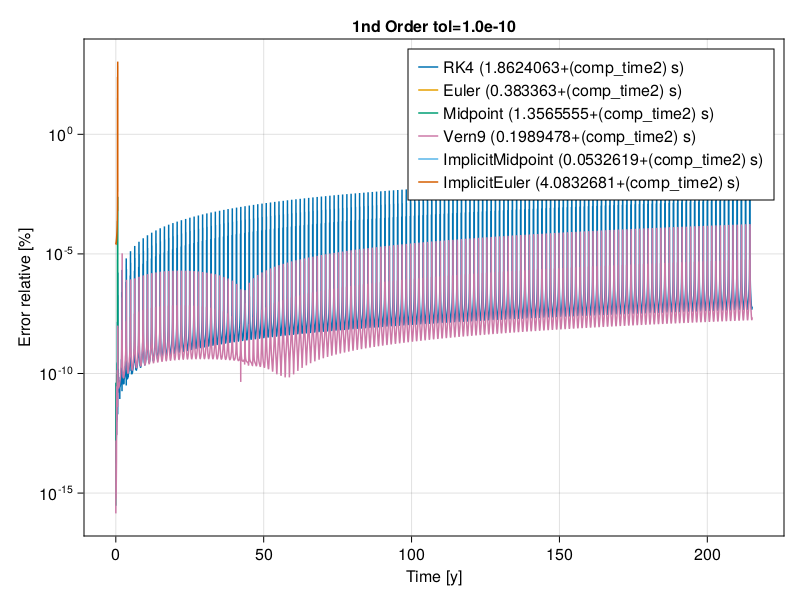 1nd Order tol=1.0e-10
RK4 (1.8624063+(comp_time2) s)
Euler (0.383363+(comp_time2) s)
Midpoint (1.3565555+(comp_time2) s)
Vern9 (0.1989478+(comp_time2) s)
ImplicitMidpoint (0.0532619+(comp_time2) s)
ImplicitEuler (4.0832681+(comp_time2) s)
Error relative [%]
10⁰
10⁻⁵
10⁻¹⁰
10⁻¹⁵
0 50 100 150 200
Time [y]